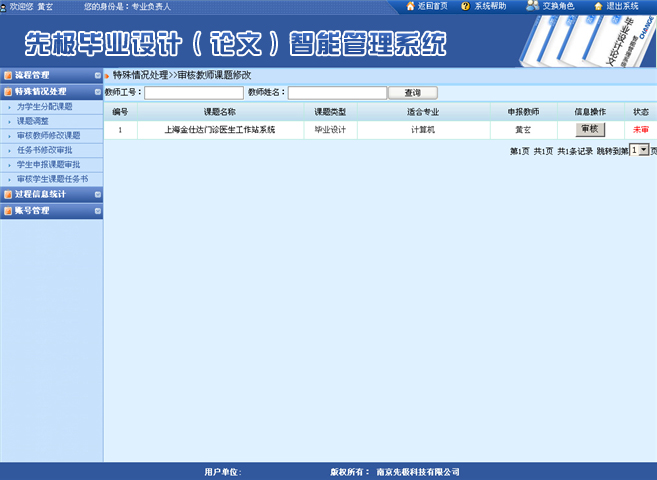 欢迎您 黄玄 您的身份是：专业负责人 返回首页 系统帮助 交换角色 退出系统
先极毕业设计（论文）智能管理系统
毕业设计论文
CHANGE
流程管理
特殊情况处理
为学生分配课题
课题调整
审核教师修改课题
任务书修改审批
学生申报课题审批
审核学生课题任务书
过程信息统计
账号管理
特殊情况处理>>审核教师课题修改
教师工号： 教师姓名： 查询
编号 课题名称 课题类型 适合专业 申报教师 信息操作 状态
1 上海金仕达门诊医生工作站系统 毕业设计 计算机 黄玄 审核 未审
第1页 共1页 共1条记录 跳转到第 1 页
用户单位： 版权所有： 南京先极科技有限公司